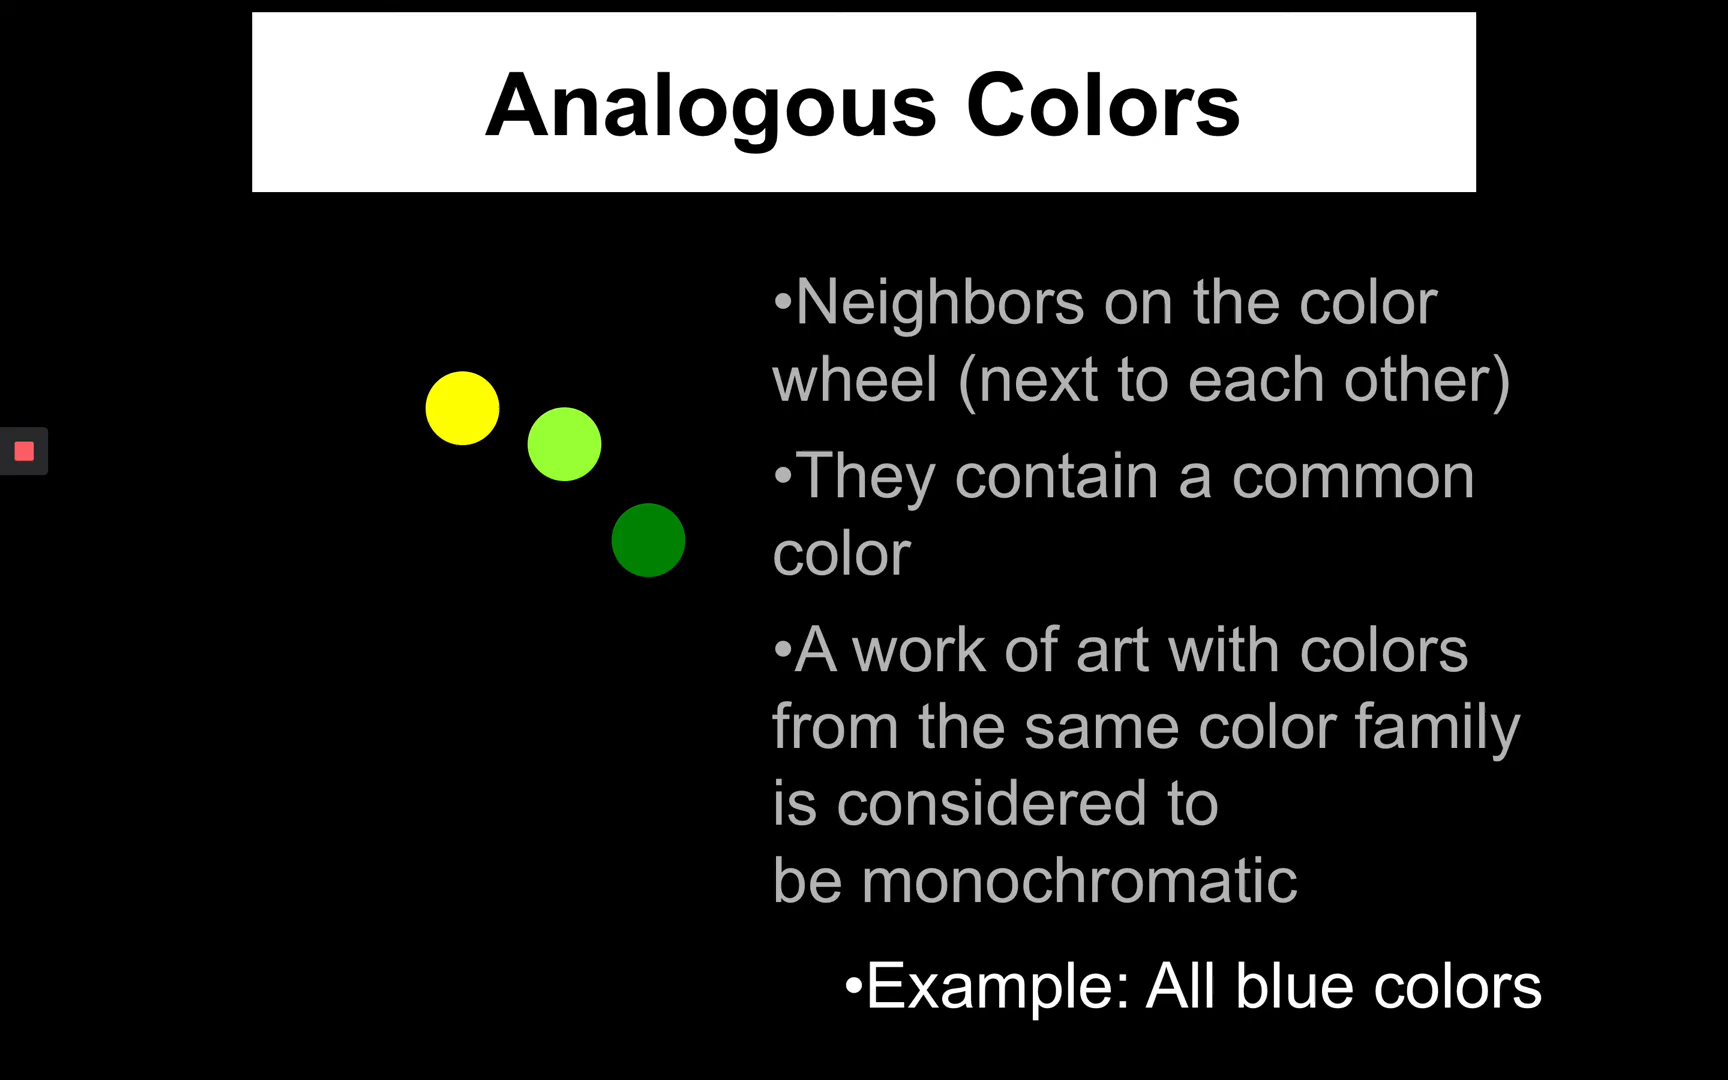 Analogous Colors
•Neighbors on the color
wheel (next to each other)
•They contain a common
color
•A work of art with colors
from the same color family
is considered to
be monochromatic
•Example: All blue colors